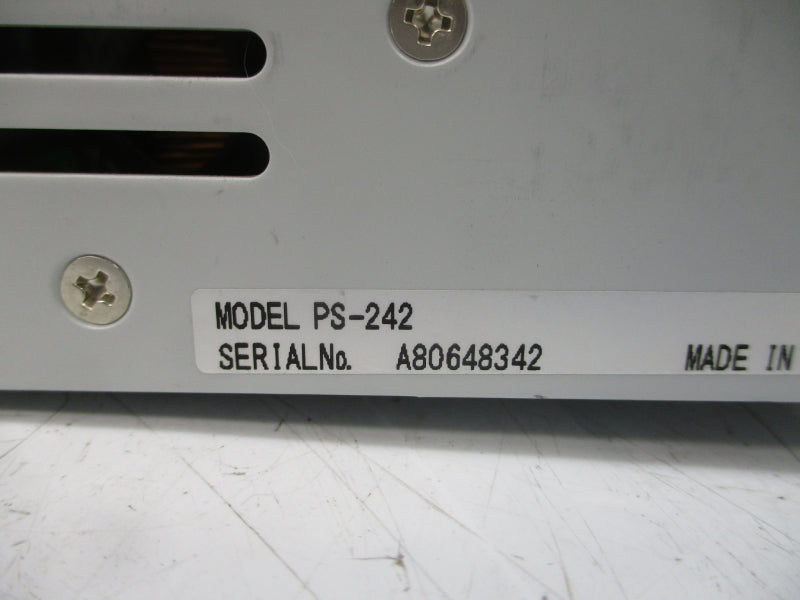 MODEL PS-242
SERIALNo. A80648342 MADE IN